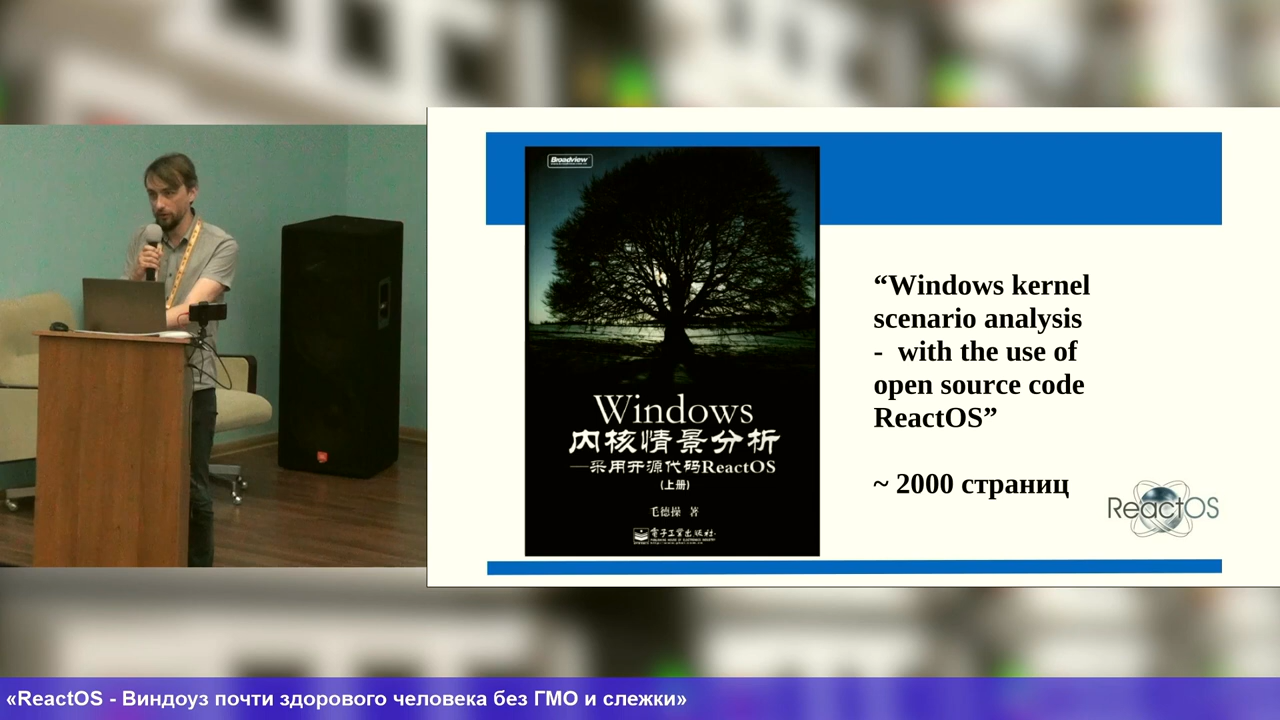 Broadview
“Windows kernel
scenario analysis
- with the use of
open source code
ReactOS”
~ 2000 страниц
ReactOS
Windows
内核情景分析
—采用开源代码ReactOS
(上册)
毛德操 著
电子工业出版社
«ReactOS - Виндоуз почти здорового человека без ГМО и слежки»